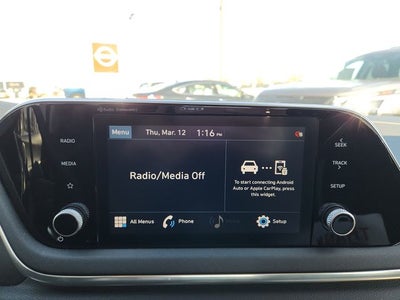 RADIO
MEDIA
Menu
Thu, Mar. 12
1:16 PM
Radio/Media Off
To start connecting Android
Auto or Apple CarPlay, press
this widget.
All Menus
Phone
Setup
SEEK
TRACK
SETUP